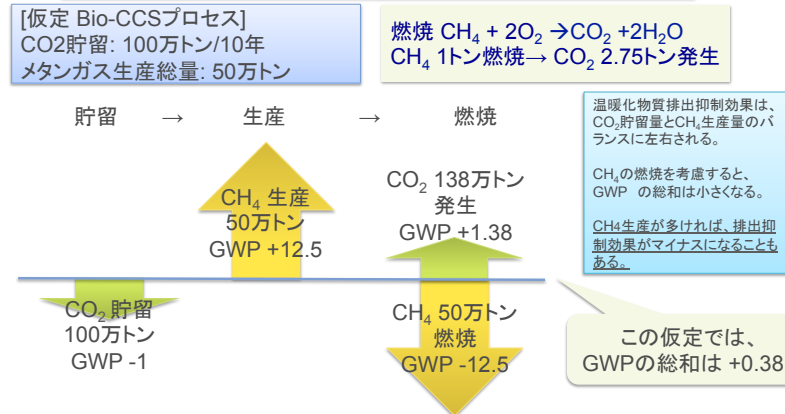 [仮定 Bio-CCSプロセス]
CO2貯留: 100万トン/10年
メタンガス生産総量: 50万トン
燃焼 CH₄ + 2O₂ →CO₂ +2H₂O
CH₄ 1トン燃焼→ CO₂ 2.75トン発生
貯留 → 生産 → 燃焼
温暖化物質排出抑制効果は、
CO₂貯留量とCH₄生産量のバ
ランスに左右される。
CH₄の燃焼を考慮すると、
GWP の総和は小さくなる。
CH4生産が多ければ、排出抑
制効果がマイナスになることも
ある。
CH₄ 生産
50万トン
GWP +12.5
CO₂ 138万トン
発生
GWP +1.38
CO₂ 貯留
100万トン
GWP -1
CH₄ 50万トン
燃焼
GWP -12.5
この仮定では、
GWPの総和は +0.38